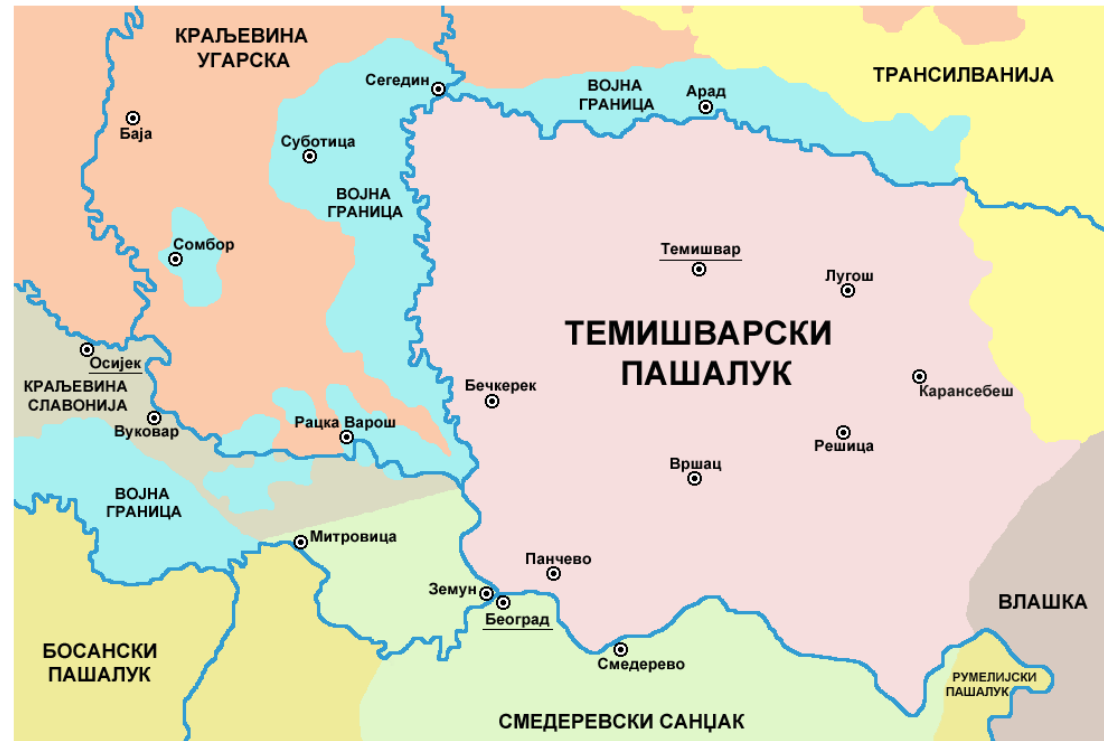 КРАЉЕВИНА
УГАРСКА
ТРАНСИЛВАНИЈА
Сегедин
ВОЈНА
ГРАНИЦА
Арад
Баја
Суботица
ВОЈНА
ГРАНИЦА
Сомбор
Темишвар
Лугош
ТЕМИШВАРСКИ
ПАШАЛУК
Осијек
КРАЉЕВИНА
СЛАВОНИЈА
Бечкерек
Карансебеш
Вуковар
Рацка Варош
Решица
Вршац
ВОЈНА
ГРАНИЦА
Митровица
Панчево
Земун
Београд
ВЛАШКА
БОСАНСКИ
ПАШАЛУК
Смедерево
РУМЕЛИЈСКИ
ПАШАЛУК
СМЕДЕРЕВСКИ САНЏАК